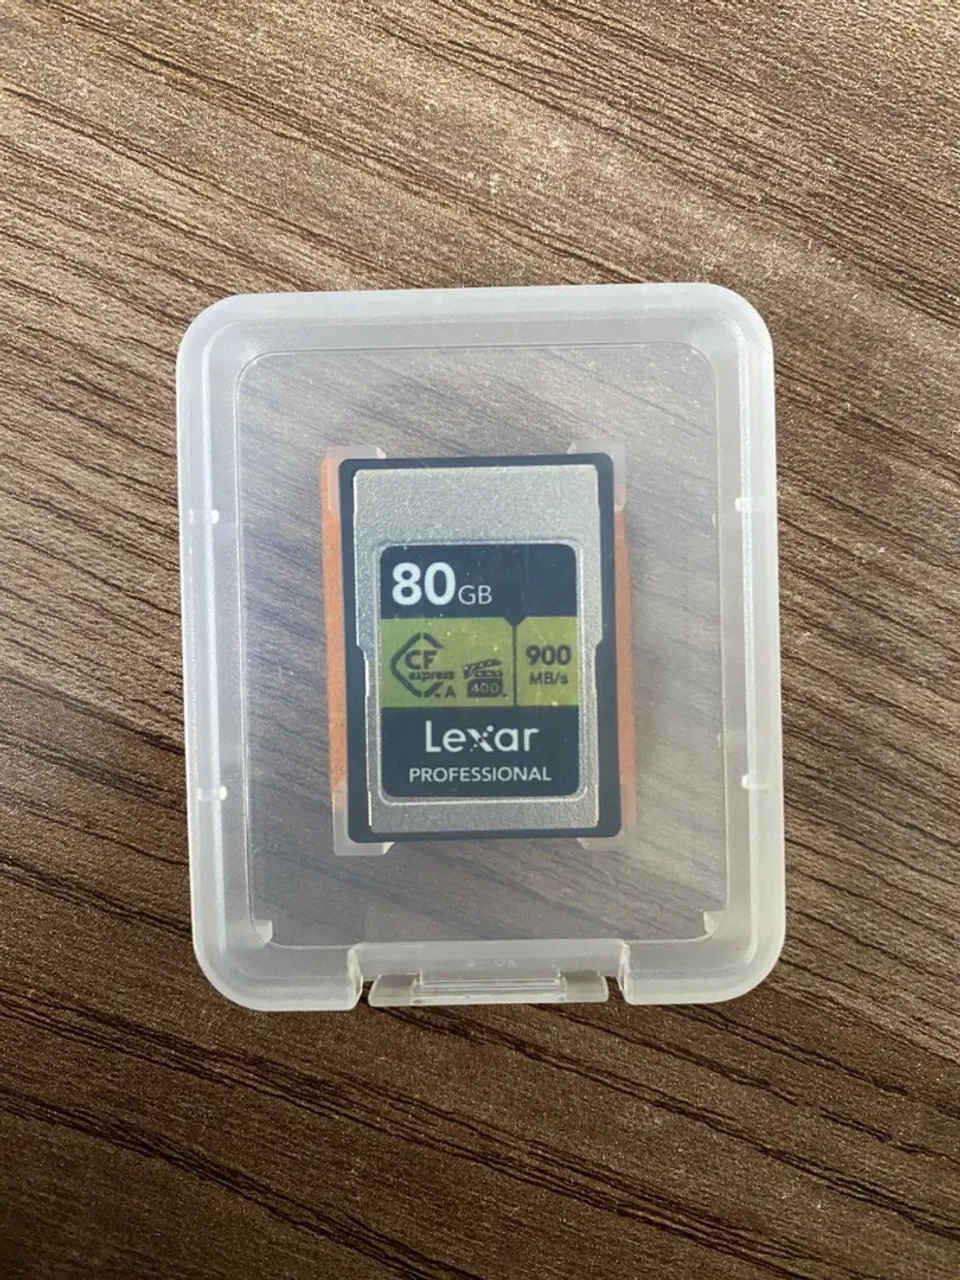 80GB
CF
express
A
400
900
MB/s
Lexar
PROFESSIONAL